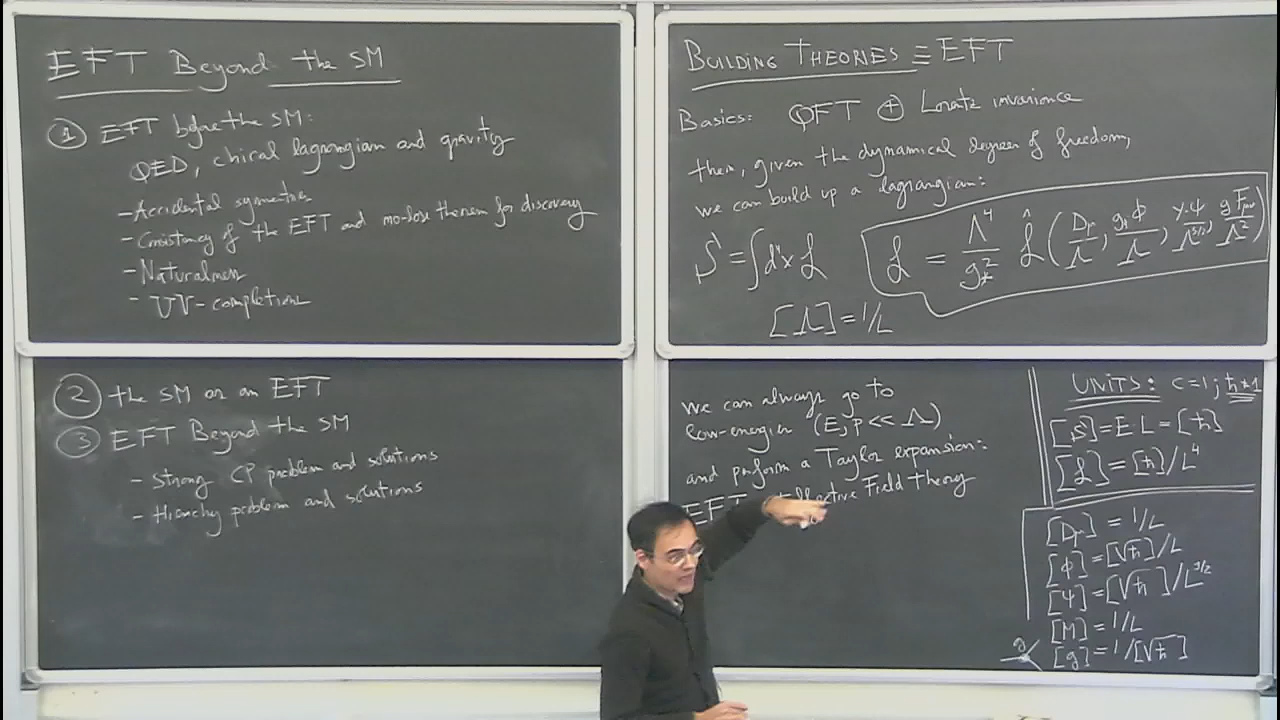 EFT Beyond the SM
① EFT before the SM:
QED, chiral lagrangian and gravity
- Accidental symmetries
- Consistency of the EFT and no-lose theorem for discovery
- Naturalness
- UV-completions
② the SM as an EFT
③ EFT Beyond the SM
- Strong CP problem and solutions
- Hierarchy problem and solutions
BUILDING THEORIES ≡ EFT
Basics: QFT ⊕ Lorentz invariance
then, given the dynamical degrees of freedom,
we can build up a lagrangian:
S = ∫d⁴x ℒ
ℒ = Λ⁴/g*² ℒ̂ (D_μ/Λ, g*φ/Λ, g*ψ/Λ^{3/2}, gF_μν/Λ²)
[Λ] = 1/L
we can always go to
low-energies (E, p << Λ)
and perform a Taylor expansion:
EFT Effective Field Theory
UNITS: c=1; ħ≠1
[S] = E L = [ħ]
[ℒ] = [ħ]/L⁴
[D_μ] = 1/L
[φ] = [√ħ]/L
[ψ] = [√ħ]/L^{3/2}
[M] = 1/L
g [g] = 1/[√ħ]